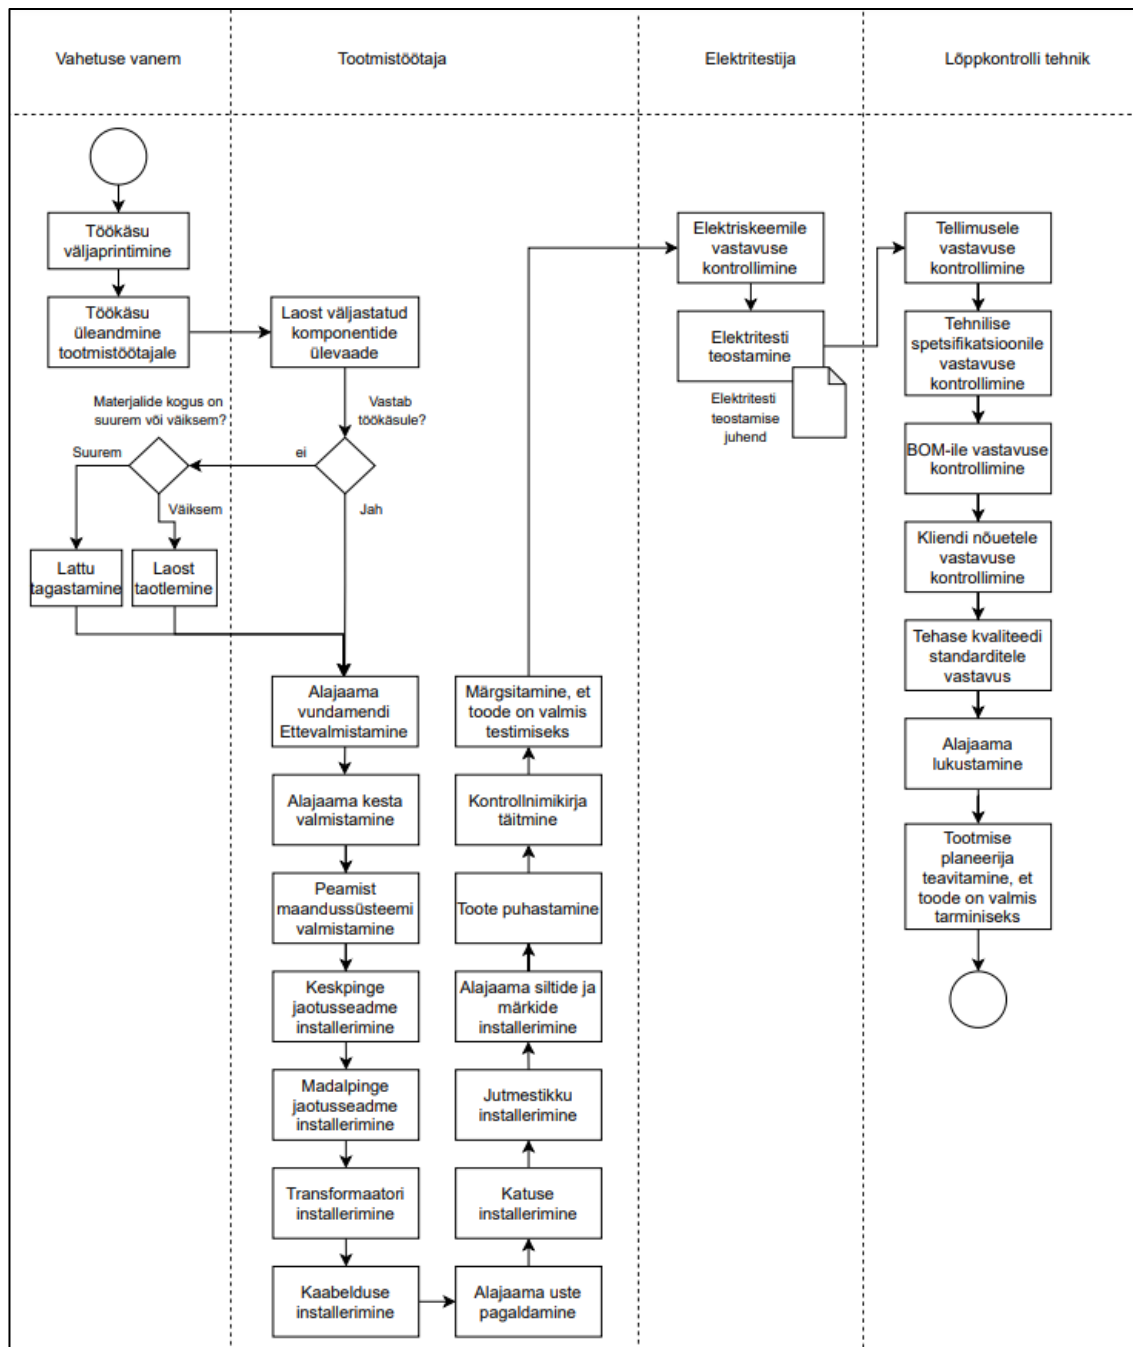 Vahetuse vanem
Tootmistöötaja
Elektritestija
Lõppkontrolli tehnik
Töökäsu
väljaprintimine
Töökäsu
üleandmine
tootmistöötajale
Laost väljastatud
komponentide
ülevaade
Materjalide kogus on
suurem või väiksem?
Vastab
töökäsule?
Suurem
ei
Väiksem
Jah
Lattu
tagastamine
Laost
taotlemine
Alajaama
vundamendi
Ettevalmistamine
Alajaama kesta
valmistamine
Peamist
maandussüsteemi
valmistamine
Keskpinge
jaotusseadme
installerimine
Madalpinge
jaotusseadme
installerimine
Transformaatori
installerimine
Kaabelduse
installerimine
Alajaama uste
pagaldamine
Katuse
installerimine
Jutmestikku
installerimine
Alajaama siltide ja
märkide
installerimine
Toote puhastamine
Kontrollnimikirja
täitmine
Märgsitamine, et
toode on valmis
testimiseks
Elektriskeemile
vastavuse
kontrollimine
Elektritesti
teostamine
Elektritesti
teostamise
juhend
Tellimusele
vastavuse
kontrollimine
Tehnilise
spetsifikatsioonile
vastavuse
kontrollimine
BOM-ile vastavuse
kontrollimine
Kliendi nõuetele
vastavuse
kontrollimine
Tehase kvaliteedi
standarditele
vastavus
Alajaama
lukustamine
Tootmise
planeerija
teavitamine, et
toode on valmis
tarminiseks